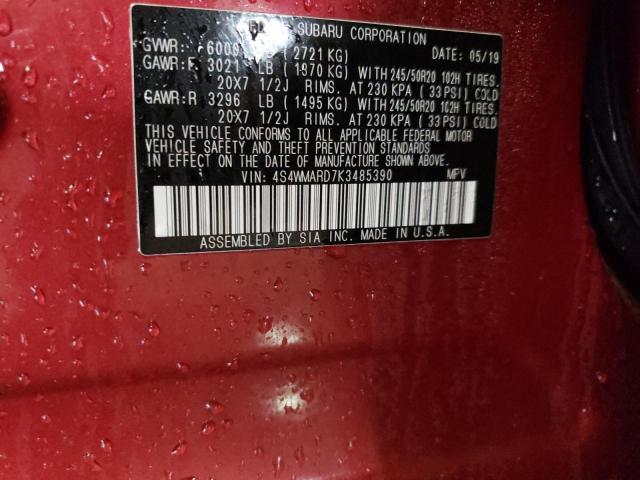 SUBARU CORPORATION
GVWR: 6000 (2721 KG) DATE: 05/19
GAWR: F 3021 LB (1370 KG) WITH 245/50R20 102H TIRES,
20X7 1/2J RIMS, AT 230 KPA (33 PSI) COLD
GAWR: R 3296 LB (1495 KG) WITH 245/50R20 102H TIRES,
20X7 1/2J RIMS, AT 230 KPA (33 PSI) COLD
THIS VEHICLE CONFORMS TO ALL APPLICABLE FEDERAL MOTOR
VEHICLE SAFETY AND THEFT PREVENTION STANDARDS
IN EFFECT ON THE DATE OF MANUFACTURE SHOWN ABOVE.
VIN: 4S4WMARD7K3485390 MPV
ASSEMBLED BY SIA INC. MADE IN U.S.A.